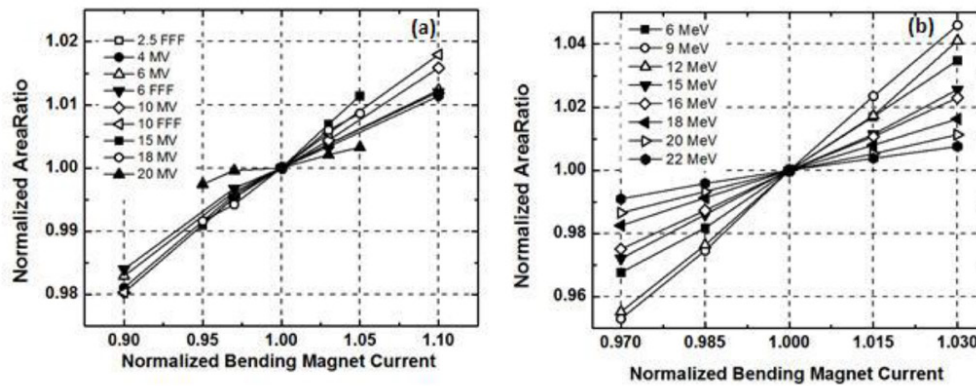 (a)
1.02
1.01
1.00
0.99
0.98
Normalized AreaRatio
2.5 FFF
4 MV
6 MV
6 FFF
10 MV
10 FFF
15 MV
18 MV
20 MV
0.90 0.95 1.00 1.05 1.10
Normalized Bending Magnet Current
(b)
1.04
1.02
1.00
0.98
0.96
Normalized AreaRatio
6 MeV
9 MeV
12 MeV
15 MeV
16 MeV
18 MeV
20 MeV
22 MeV
0.970 0.985 1.000 1.015 1.030
Normalized Bending Magnet Current